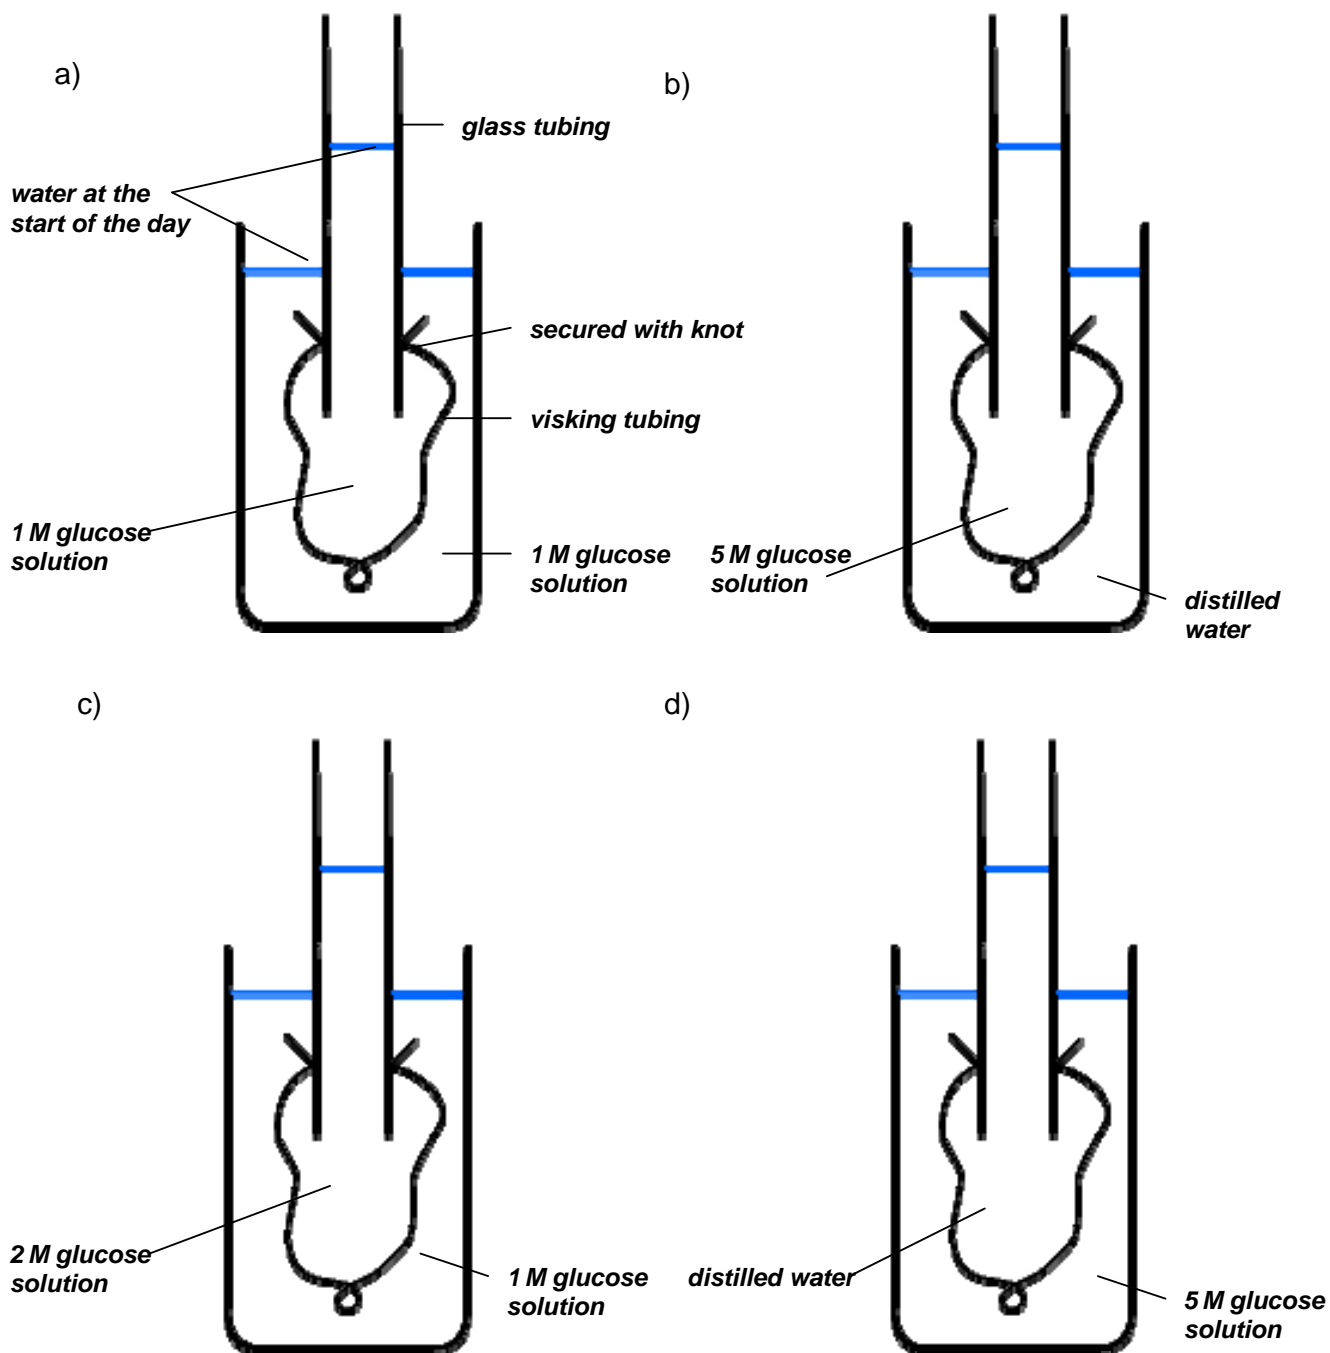 a)
glass tubing
water at the
start of the day
secured with knot
visking tubing
1 M glucose
solution
1 M glucose
solution
b)
5 M glucose
solution
distilled
water
c)
2 M glucose
solution
1 M glucose
solution
d)
distilled water
5 M glucose
solution